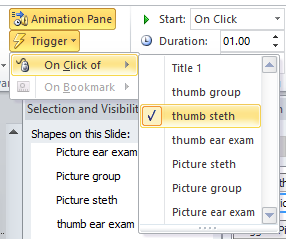 Animation Pane
Start: On Click
Trigger
Duration: 01.00
On Click of
On Bookmark
Title 1
thumb group
thumb steth
thumb ear exam
Picture steth
Picture group
Picture ear exam
Selection and Visibili
Shapes on this Slide:
Picture ear exam
Picture group
Picture steth
thumb ear exam